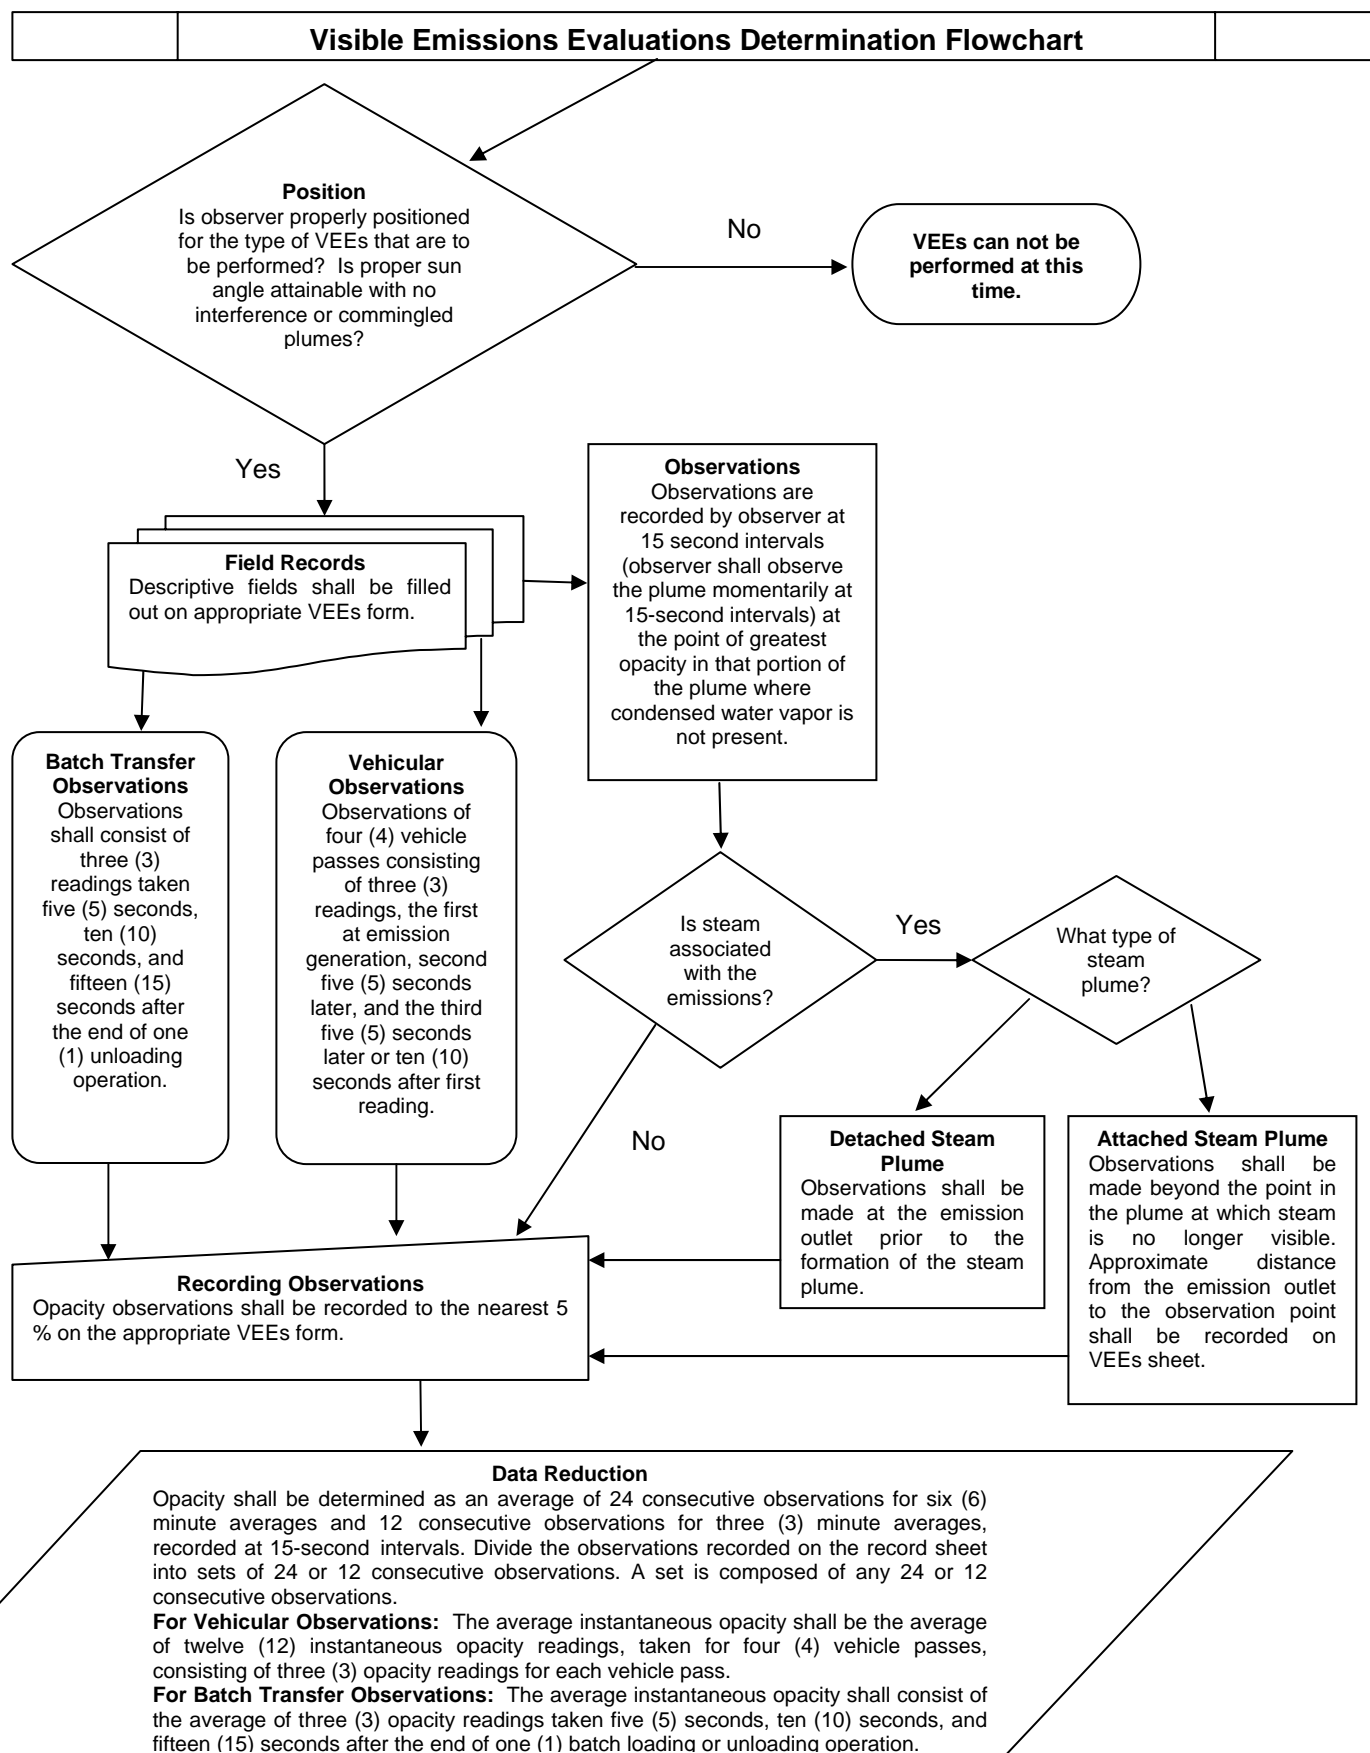 Visible Emissions Evaluations Determination Flowchart
Position
Is observer properly positioned
for the type of VEEs that are to
be performed? Is proper sun
angle attainable with no
interference or commingled
plumes?
No
VEEs can not be
performed at this
time.
Yes
Field Records
Descriptive fields shall be filled
out on appropriate VEEs form.
Observations
Observations are
recorded by observer at
15 second intervals
(observer shall observe
the plume momentarily at
15-second intervals) at
the point of greatest
opacity in that portion of
the plume where
condensed water vapor is
not present.
Batch Transfer
Observations
Observations
shall consist of
three (3)
readings taken
five (5) seconds,
ten (10)
seconds, and
fifteen (15)
seconds after
the end of one
(1) unloading
operation.
Vehicular
Observations
Observations of
four (4) vehicle
passes consisting
of three (3)
readings, the first
at emission
generation, second
five (5) seconds
later, and the third
five (5) seconds
later or ten (10)
seconds after first
reading.
Is steam
associated
with the
emissions?
Yes
What type of
steam
plume?
No
Detached Steam
Plume
Observations shall be
made at the emission
outlet prior to the
formation of the steam
plume.
Attached Steam Plume
Observations shall be
made beyond the point in
the plume at which steam
is no longer visible.
Approximate distance
from the emission outlet
to the observation point
shall be recorded on
VEEs sheet.
Recording Observations
Opacity observations shall be recorded to the nearest 5
% on the appropriate VEEs form.
Data Reduction
Opacity shall be determined as an average of 24 consecutive observations for six (6)
minute averages and 12 consecutive observations for three (3) minute averages,
recorded at 15-second intervals. Divide the observations recorded on the record sheet
into sets of 24 or 12 consecutive observations. A set is composed of any 24 or 12
consecutive observations.
For Vehicular Observations: The average instantaneous opacity shall be the average
of twelve (12) instantaneous opacity readings, taken for four (4) vehicle passes,
consisting of three (3) opacity readings for each vehicle pass.
For Batch Transfer Observations: The average instantaneous opacity shall consist of
the average of three (3) opacity readings taken five (5) seconds, ten (10) seconds, and
fifteen (15) seconds after the end of one (1) batch loading or unloading operation.